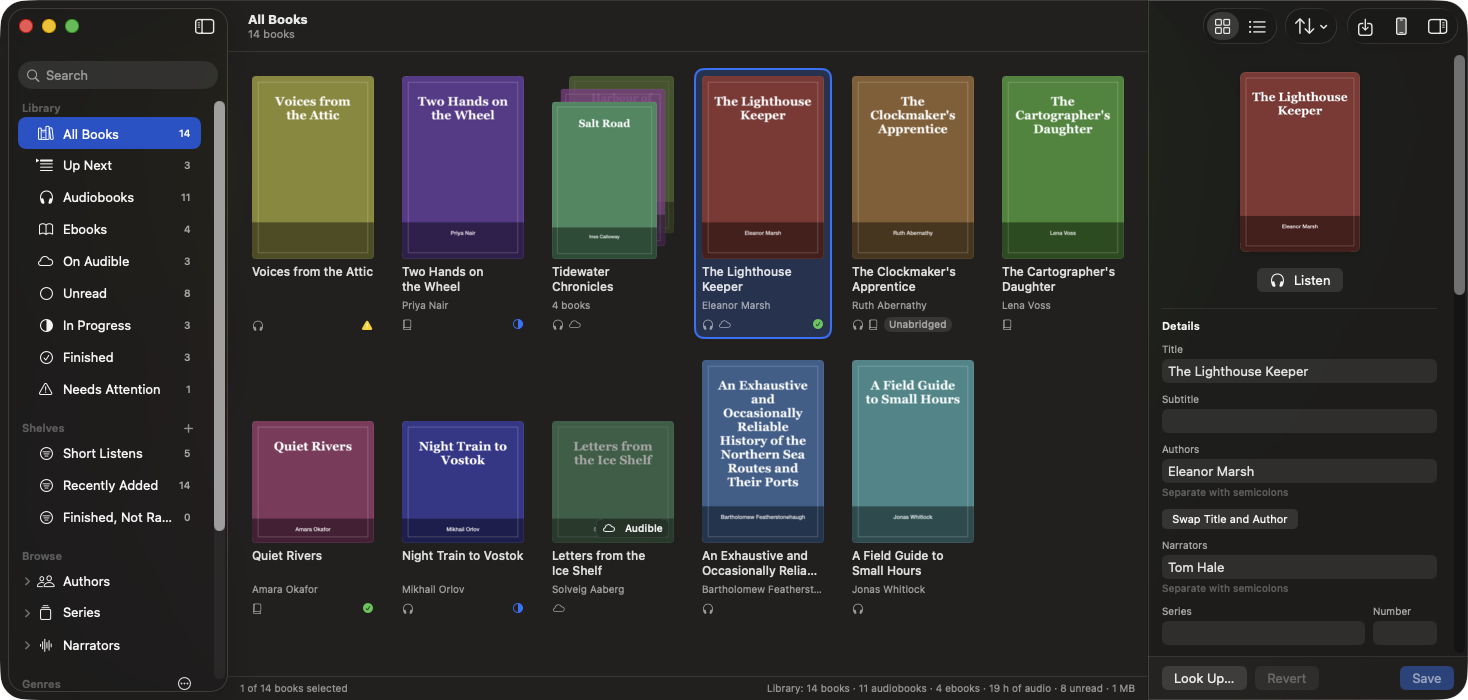 Search
Library
All Books 14
Up Next 3
Audiobooks 11
Ebooks 4
On Audible 3
Unread 8
In Progress 3
Finished 3
Needs Attention 1
Shelves
Short Listens 5
Recently Added 14
Finished, Not Ra... 0
Browse
Authors
Series
Narrators
Genres
All Books
14 books
Voices from
the Attic
Voices from the Attic
Two Hands on
the Wheel
Priya Nair
Two Hands on
the Wheel
Priya Nair
Harbour of
Salt Road
Ines Calloway
Tidewater
Chronicles
4 books
The Lighthouse
Keeper
Eleanor Marsh
The Lighthouse
Keeper
Eleanor Marsh
The
Clockmaker's
Apprentice
Ruth Abernathy
The Clockmaker's
Apprentice
Ruth Abernathy
Unabridged
The
Cartographer's
Daughter
Lena Voss
The Cartographer's
Daughter
Lena Voss
Quiet Rivers
Amara Okafor
Quiet Rivers
Amara Okafor
Night Train to
Vostok
Mikhail Orlov
Night Train to Vostok
Mikhail Orlov
Letters from
the Ice Shelf
Audible
Letters from the
Ice Shelf
Solveig Aaberg
An Exhaustive
and
Occasionally
Reliable
History of the
Northern Sea
Routes and
Their Ports
Bartholomew Featherstonehaugh
An Exhaustive and
Occasionally Relia...
Bartholomew Featherst...
A Field Guide
to Small Hours
Jonas Whitlock
A Field Guide to
Small Hours
Jonas Whitlock
1 of 14 books selected
Library: 14 books · 11 audiobooks · 4 ebooks · 19 h of audio · 8 unread · 1 MB
The Lighthouse
Keeper
Eleanor Marsh
Listen
Details
Title
The Lighthouse Keeper
Subtitle
Authors
Eleanor Marsh
Separate with semicolons
Swap Title and Author
Narrators
Tom Hale
Separate with semicolons
Series Number
Look Up... Revert Save